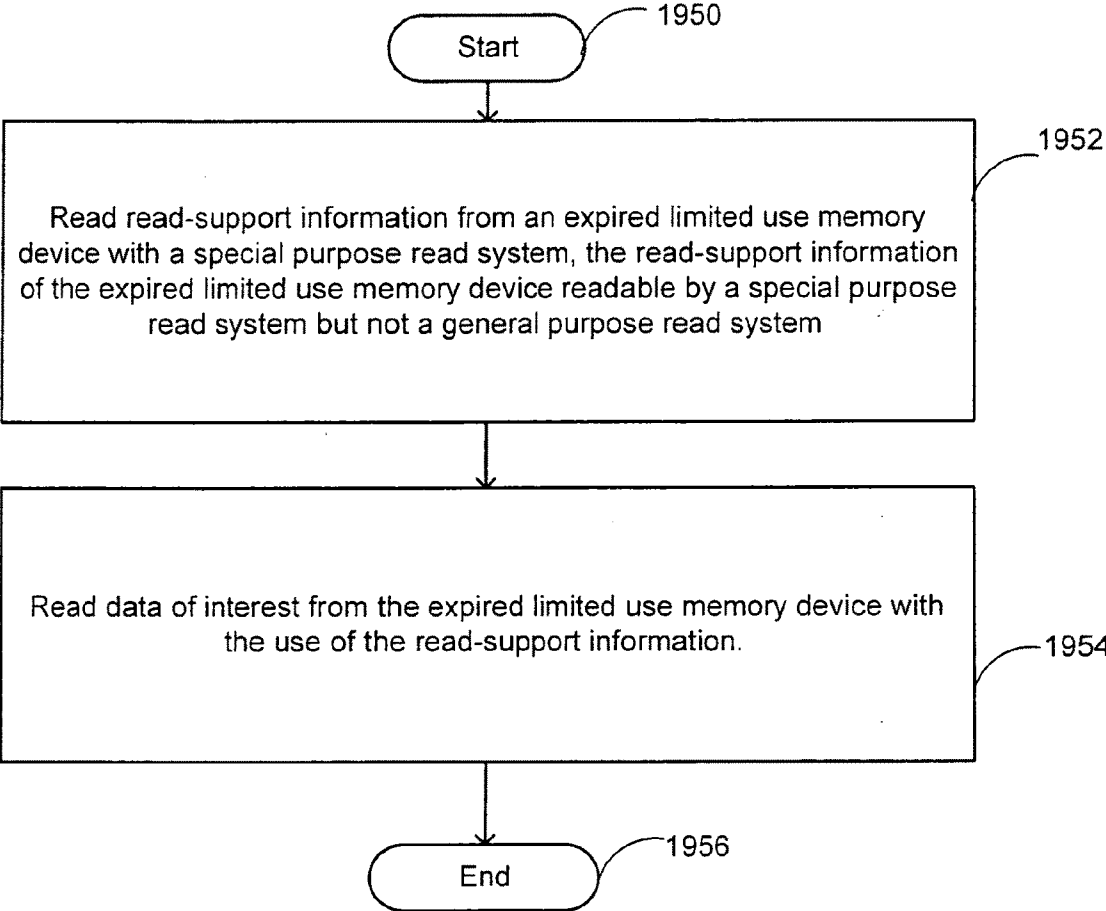 1950
Start
1952
Read read-support information from an expired limited use memory
device with a special purpose read system, the read-support information
of the expired limited use memory device readable by a special purpose
read system but not a general purpose read system
Read data of interest from the expired limited use memory device with
the use of the read-support information.
1954
1956
End